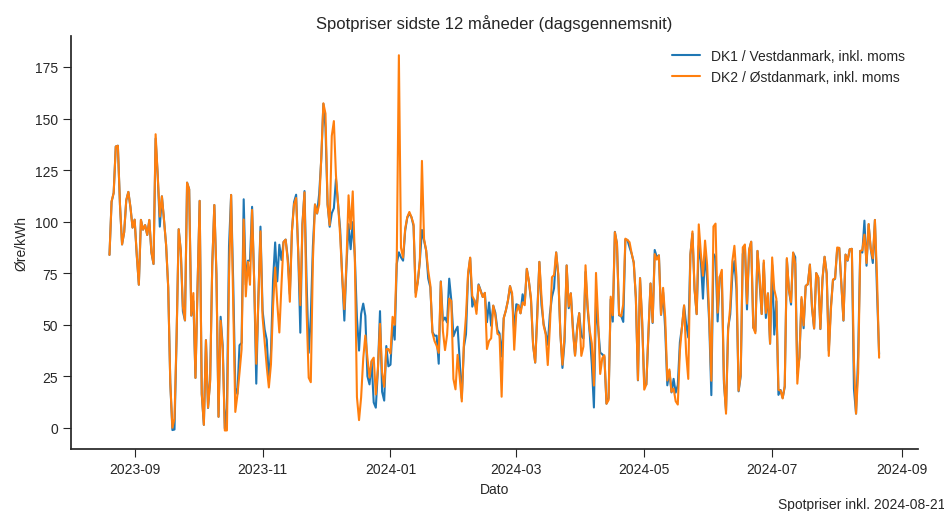 Spotpriser sidste 12 måneder (dagsgennemsnit)
DK1 / Vestdanmark, inkl. moms
DK2 / Østdanmark, inkl. moms
Øre/kWh
175
150
125
100
75
50
25
0
2023-09 2023-11 2024-01 2024-03 2024-05 2024-07 2024-09
Dato
Spotpriser inkl. 2024-08-21